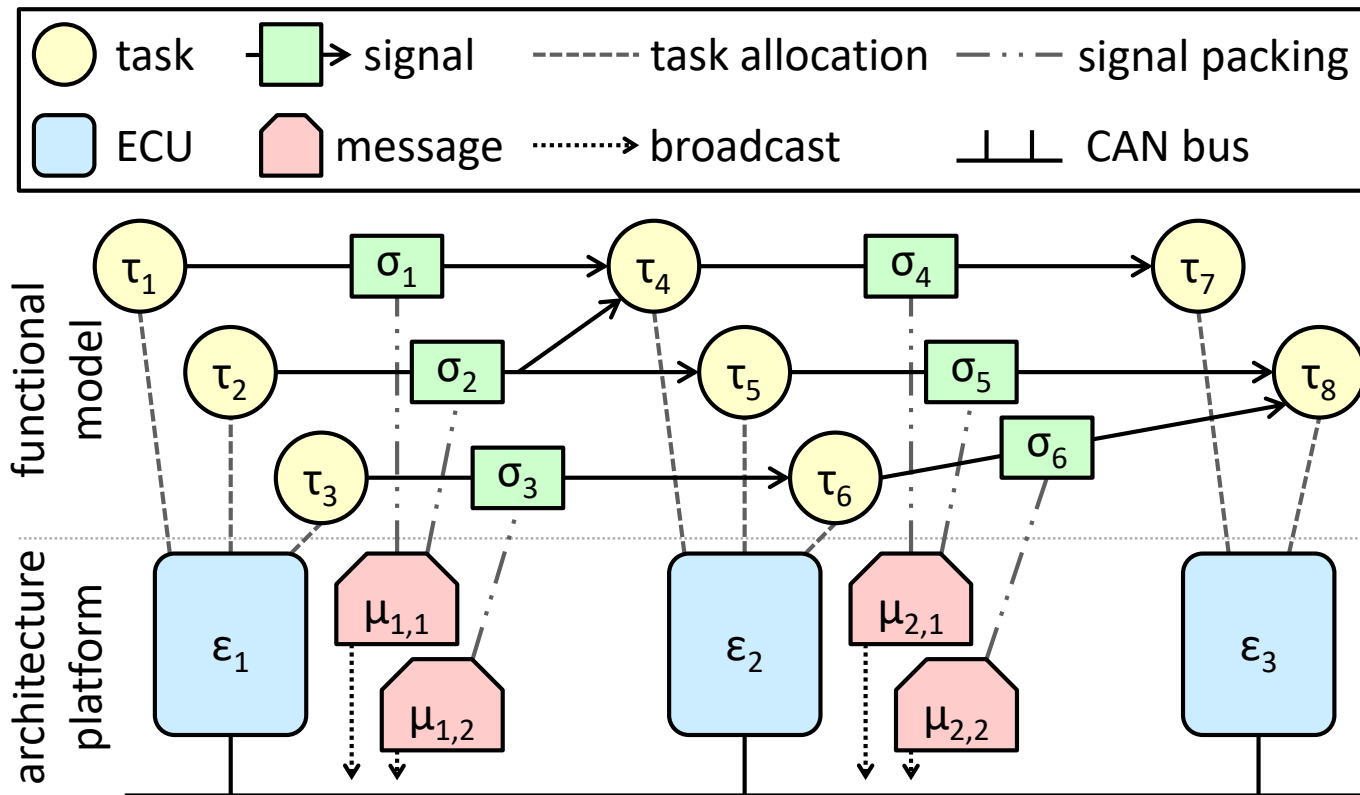 task signal task allocation signal packing
ECU message broadcast CAN bus
τ1 σ1 τ4 σ4 τ7
τ2 σ2 τ5 σ5 τ8
τ3 σ3 τ6 σ6
functional
model
architecture
platform
ε1 μ1,1 ε2 μ2,1 ε3
μ1,2 μ2,2